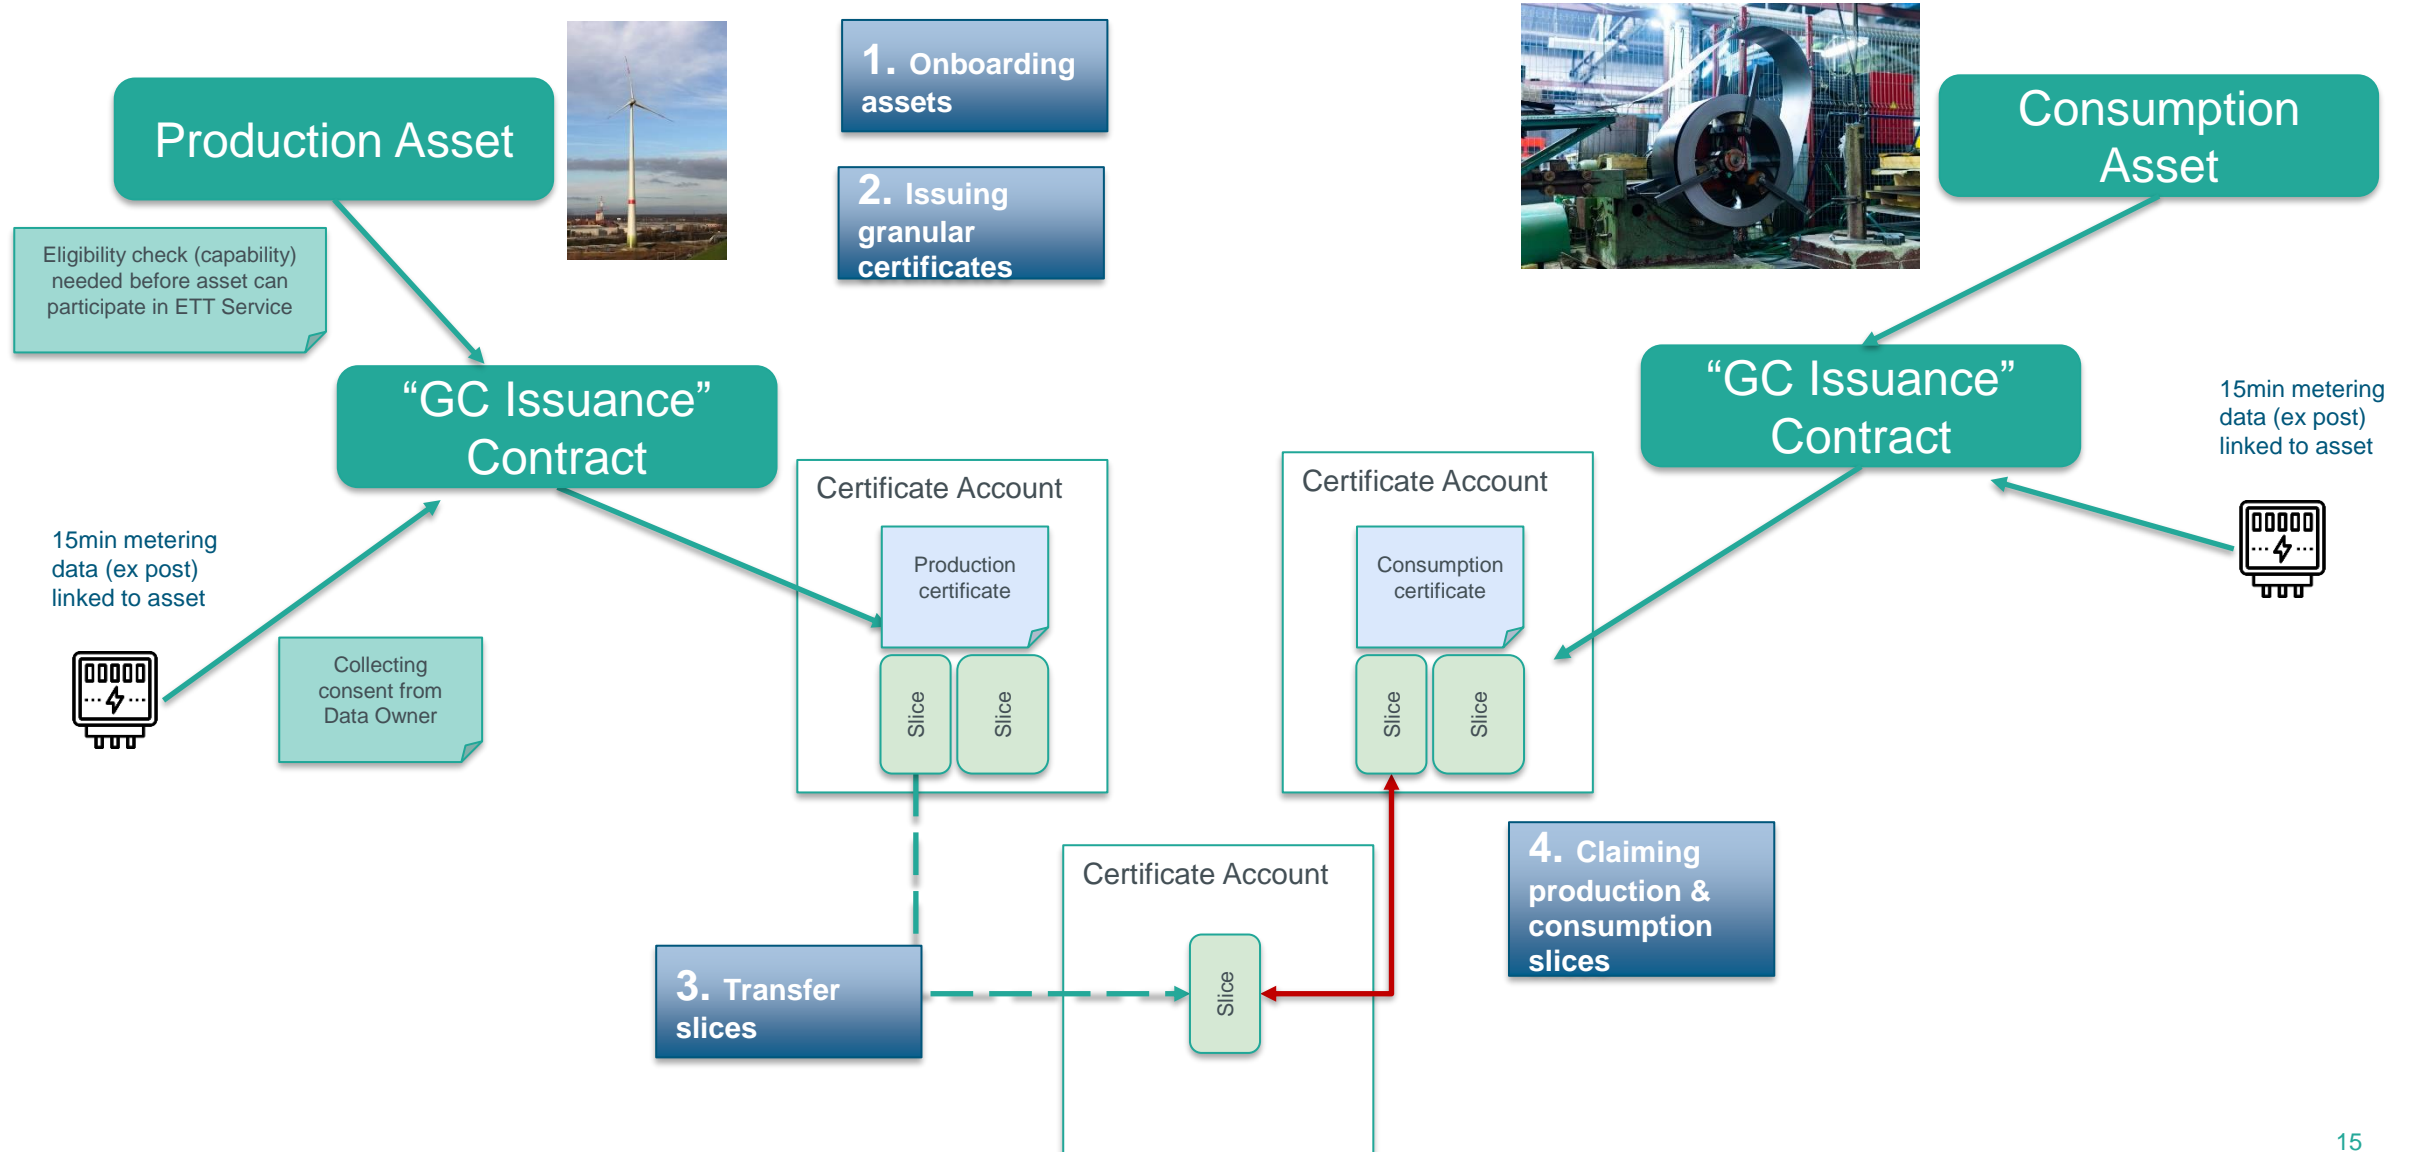 Production Asset
1. Onboarding
assets
2. Issuing
granular
certificates
Consumption
Asset
Eligibility check (capability)
needed before asset can
participate in ETT Service
“GC Issuance”
Contract
“GC Issuance”
Contract
15min metering
data (ex post)
linked to asset
15min metering
data (ex post)
linked to asset
Collecting
consent from
Data Owner
Certificate Account
Production
certificate
Slice
Slice
Certificate Account
Consumption
certificate
Slice
Slice
Certificate Account
Slice
3. Transfer
slices
4. Claiming
production &
consumption
slices
15